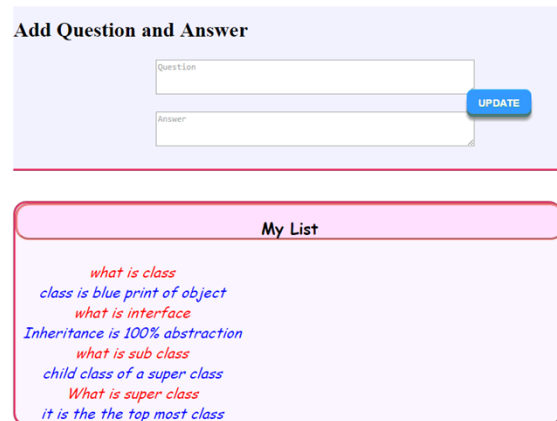 Add Question and Answer
Question
UPDATE
Answer
My List
what is class
class is blue print of object
what is interface
Inheritance is 100% abstraction
what is sub class
child class of a super class
What is super class
it is the the top most class